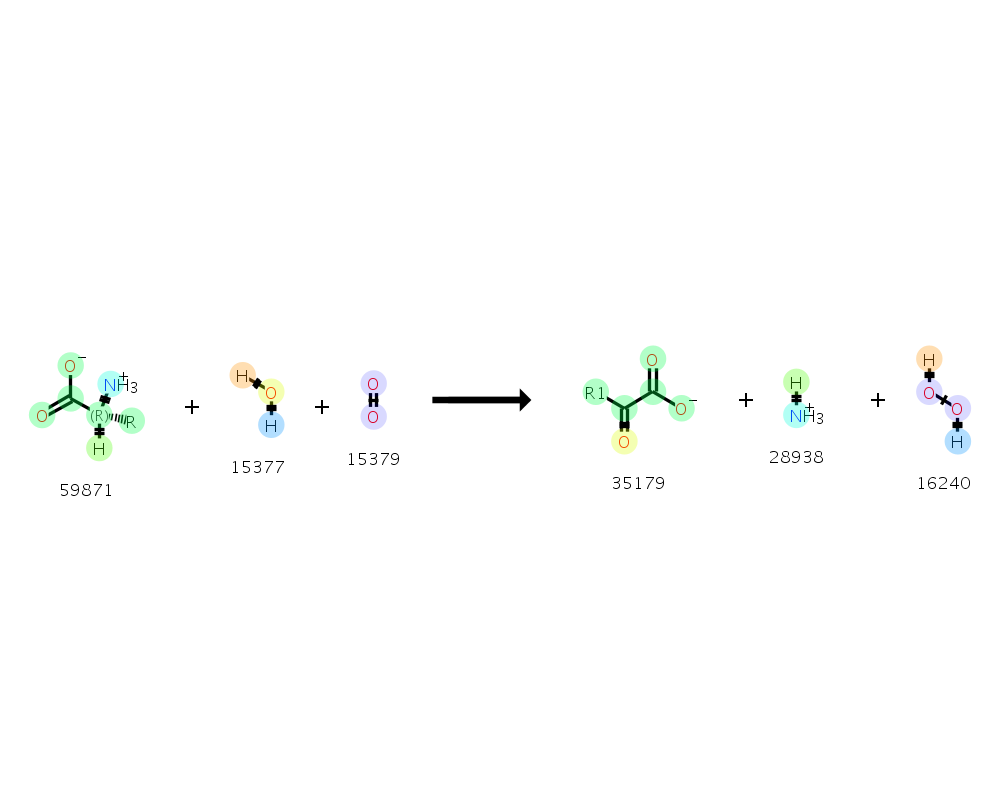 O −
NH3 +
O (R) R
H
59871
+
H
O
H
15377
+
O
O
15379
O
R1
O −
O
35179
+
H
NH3 +
28938
+
H
O
O
H
16240